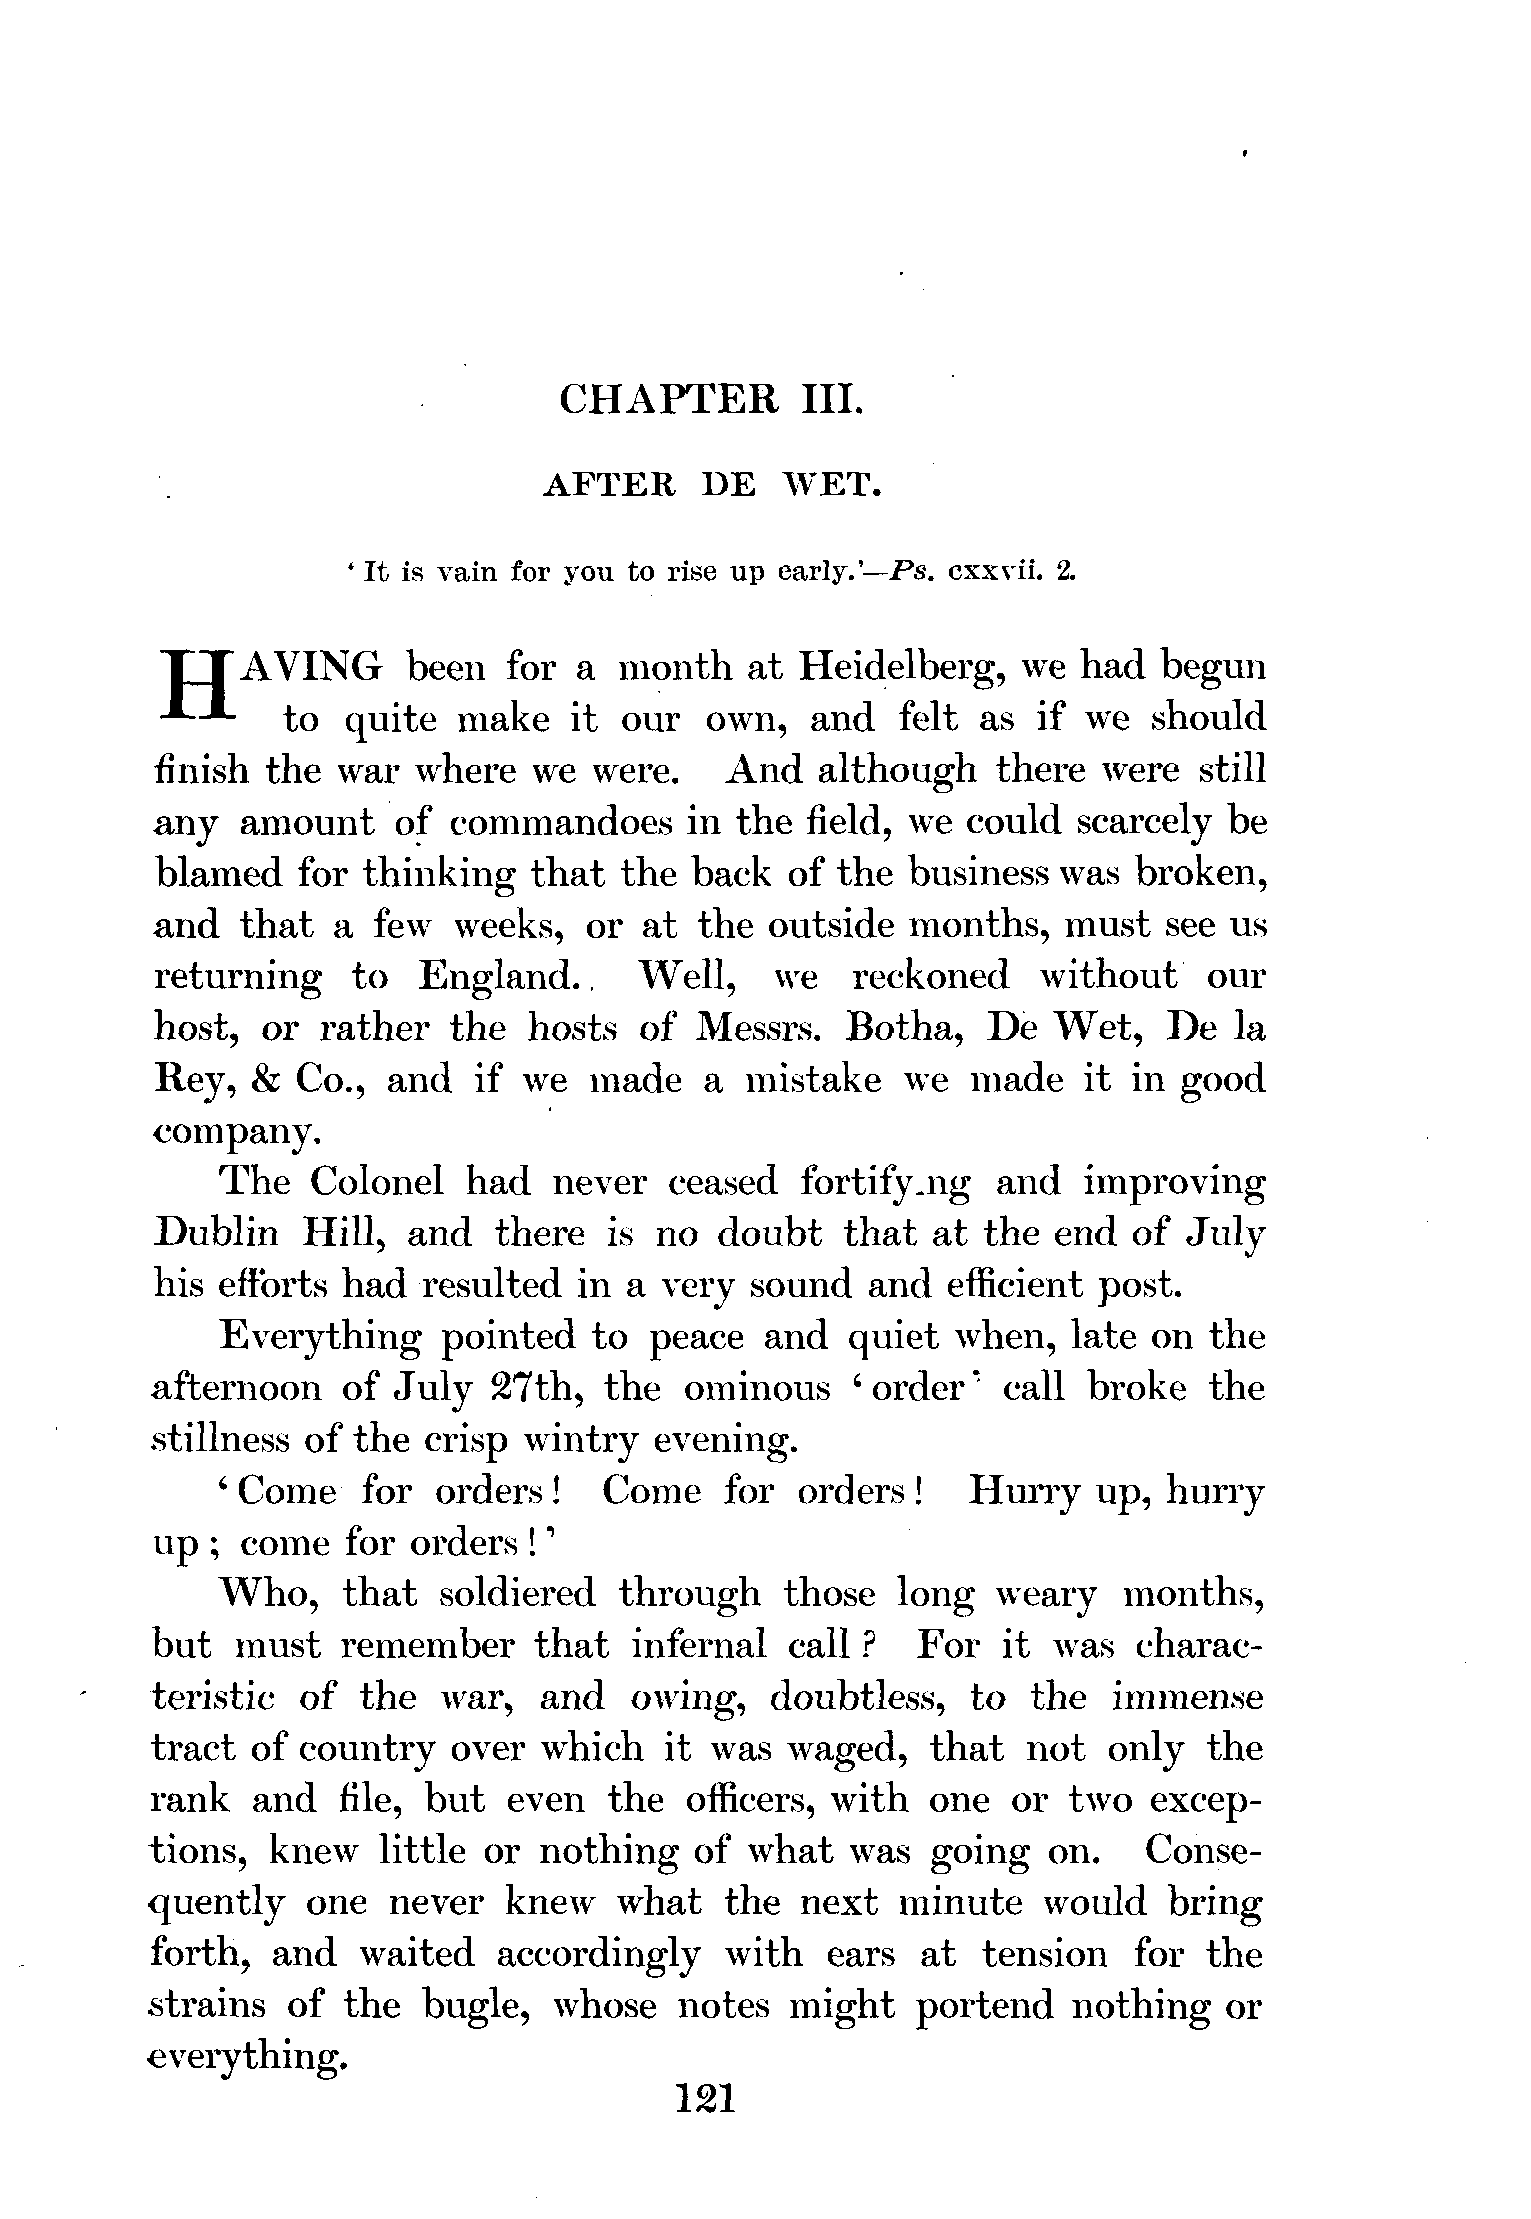 CHAPTER III.
AFTER DE WET.
‘It is vain for you to rise up early.’—Ps. cxxvii. 2.
HAVING been for a month at Heidelberg, we had begun
to quite make it our own, and felt as if we should
finish the war where we were. And although there were still
any amount of commandoes in the field, we could scarcely be
blamed for thinking that the back of the business was broken,
and that a few weeks, or at the outside months, must see us
returning to England. Well, we reckoned without our
host, or rather the hosts of Messrs. Botha, De Wet, De la
Rey, & Co., and if we made a mistake we made it in good
company.
The Colonel had never ceased fortifying and improving
Dublin Hill, and there is no doubt that at the end of July
his efforts had resulted in a very sound and efficient post.
Everything pointed to peace and quiet when, late on the
afternoon of July 27th, the ominous ‘order’ call broke the
stillness of the crisp wintry evening.
‘Come for orders! Come for orders! Hurry up, hurry
up; come for orders!’
Who, that soldiered through those long weary months,
but must remember that infernal call? For it was charac-
teristic of the war, and owing, doubtless, to the immense
tract of country over which it was waged, that not only the
rank and file, but even the officers, with one or two excep-
tions, knew little or nothing of what was going on. Conse-
quently one never knew what the next minute would bring
forth, and waited accordingly with ears at tension for the
strains of the bugle, whose notes might portend nothing or
everything.
121